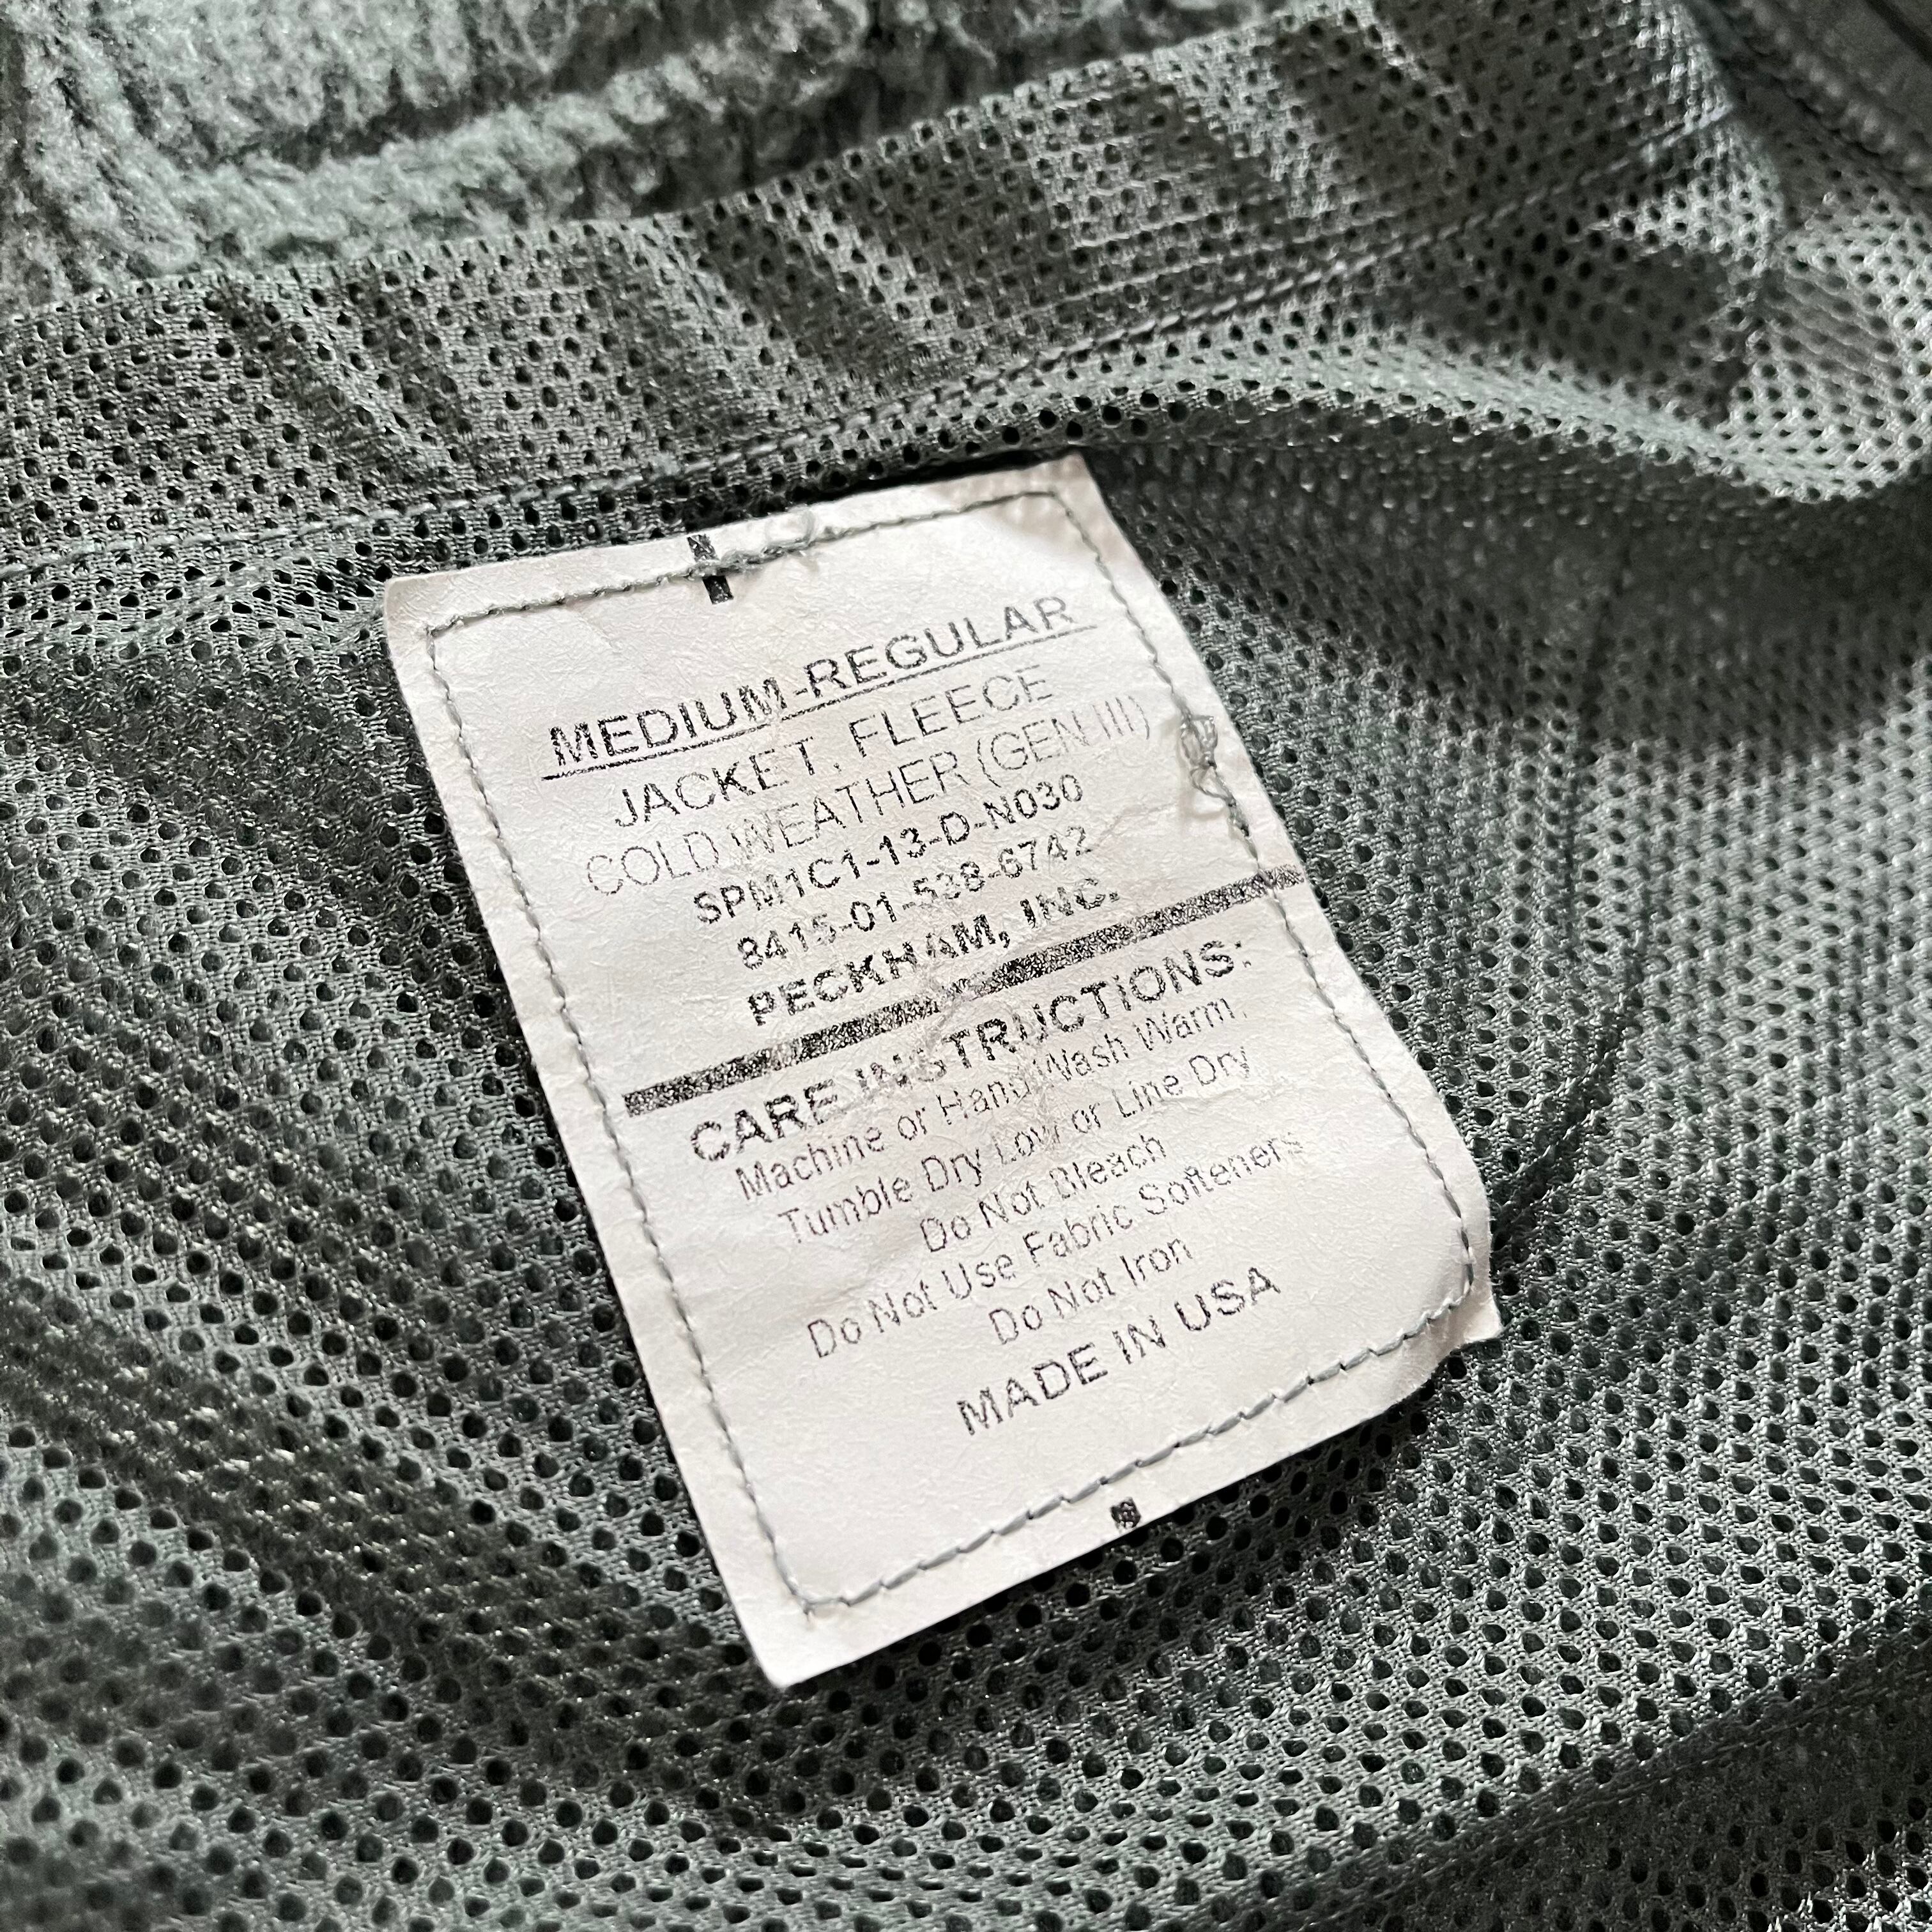 MEDIUM-REGULAR
JACKET, FLEECE
COLD WEATHER (GEN III)
SPM1C1-13-D-N030
8415-01-538-6742
PECKHAM, INC.
CARE INSTRUCTIONS:
Machine or Hand Wash Warm,
Tumble Dry Low or Line Dry
Do Not Bleach
Do Not Use Fabric Softeners
Do Not Iron
MADE IN USA